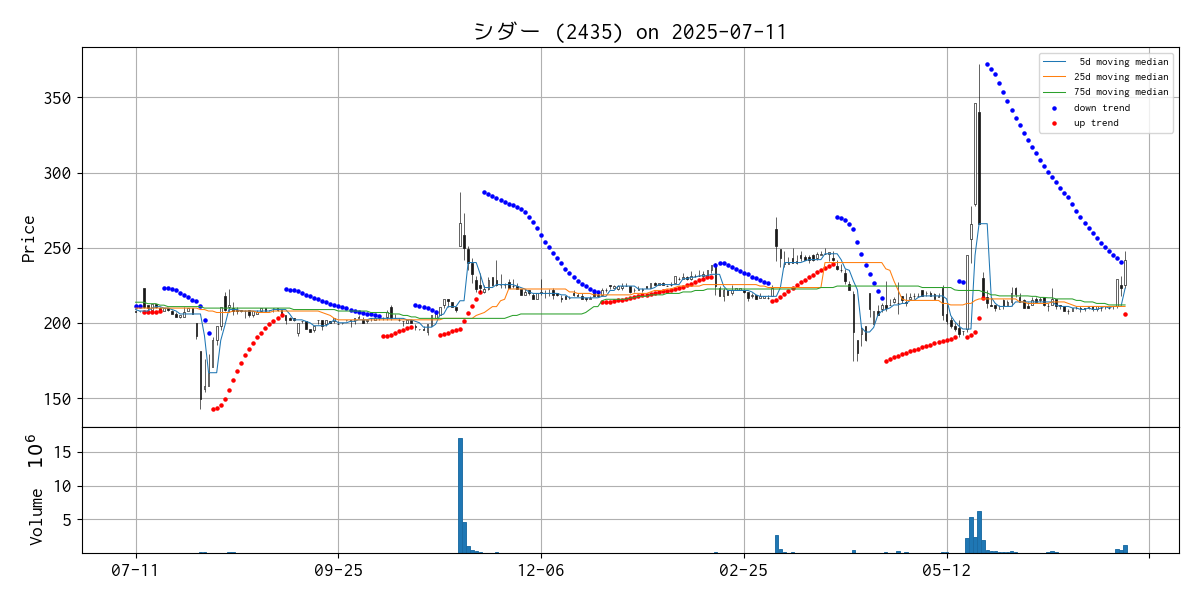 シダー (2435) on 2025-07-11
5d moving median
25d moving median
75d moving median
down trend
up trend
Price
350
300
250
200
150
Volume 10^6
15
10
5
07-11
09-25
12-06
02-25
05-12